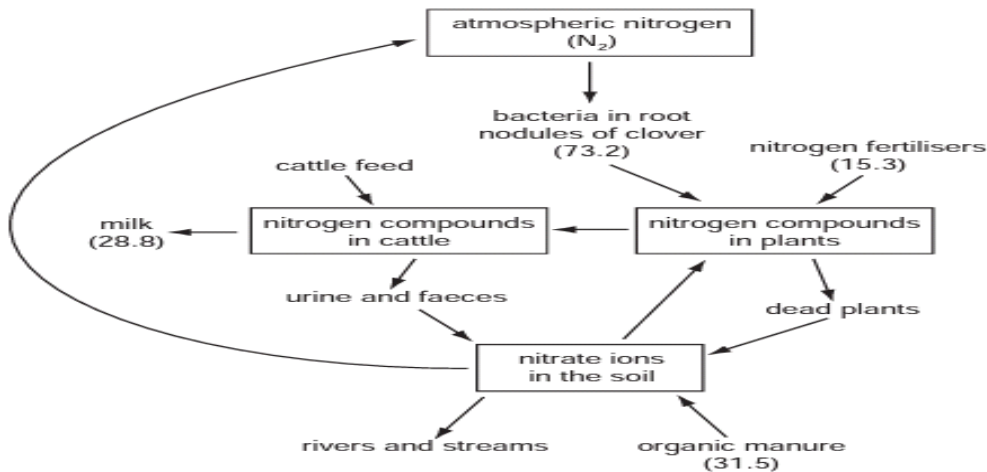 atmospheric nitrogen
(N₂)
bacteria in root
nodules of clover
(73.2)
nitrogen fertilisers
(15.3)
cattle feed
milk
(28.8)
nitrogen compounds
in cattle
nitrogen compounds
in plants
urine and faeces
dead plants
nitrate ions
in the soil
rivers and streams
organic manure
(31.5)